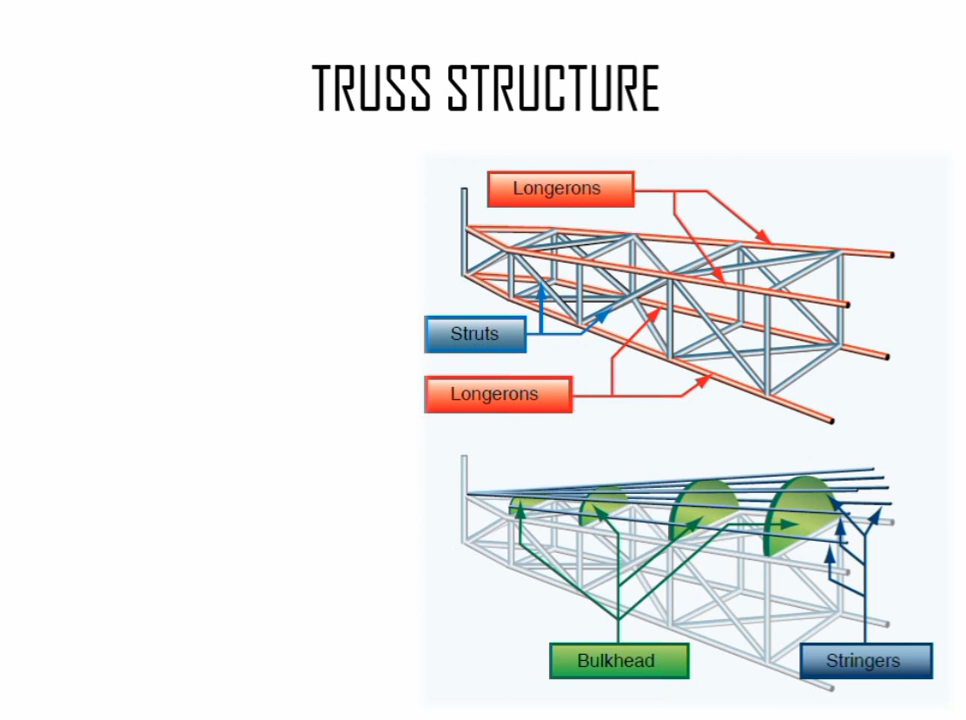 TRUSS STRUCTURE
Longerons
Struts
Longerons
Bulkhead
Stringers